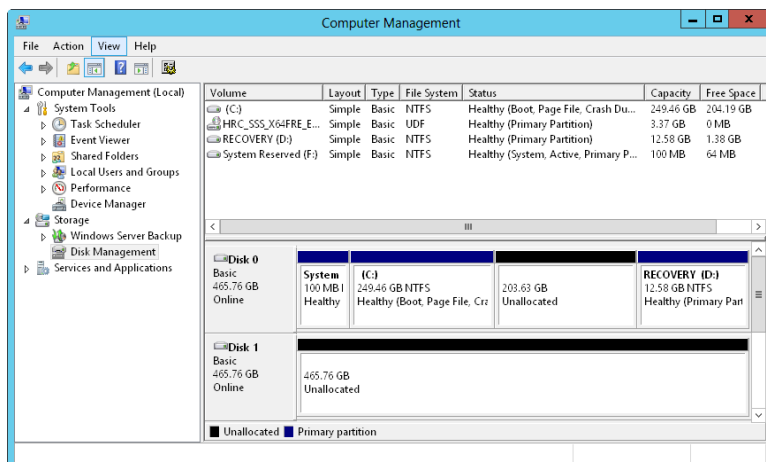 Computer Management
File Action View Help
Computer Management (Local)
System Tools
Task Scheduler
Event Viewer
Shared Folders
Local Users and Groups
Performance
Device Manager
Storage
Windows Server Backup
Disk Management
Services and Applications
Volume Layout Type File System Status Capacity Free Space
(C:) Simple Basic NTFS Healthy (Boot, Page File, Crash Du... 249.46 GB 204.19 GB
HRC_SSS_X64FRE_E... Simple Basic UDF Healthy (Primary Partition) 3.37 GB 0 MB
RECOVERY (D:) Simple Basic NTFS Healthy (Primary Partition) 12.58 GB 1.38 GB
System Reserved (F:) Simple Basic NTFS Healthy (System, Active, Primary P... 100 MB 64 MB
Disk 0
Basic
465.76 GB
Online
System
100 MB I
Healthy
(C:)
249.46 GB NTFS
Healthy (Boot, Page File, Cra
203.63 GB
Unallocated
RECOVERY (D:)
12.58 GB NTFS
Healthy (Primary Part
Disk 1
Basic
465.76 GB
Online
465.76 GB
Unallocated
Unallocated Primary partition